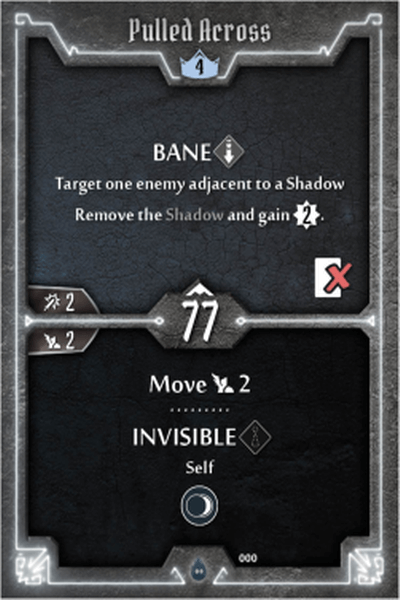 Pulled Across
4
BANE
Target one enemy adjacent to a Shadow
Remove the Shadow and gain 2.
2
77
2
Move 2
INVISIBLE
Self
000